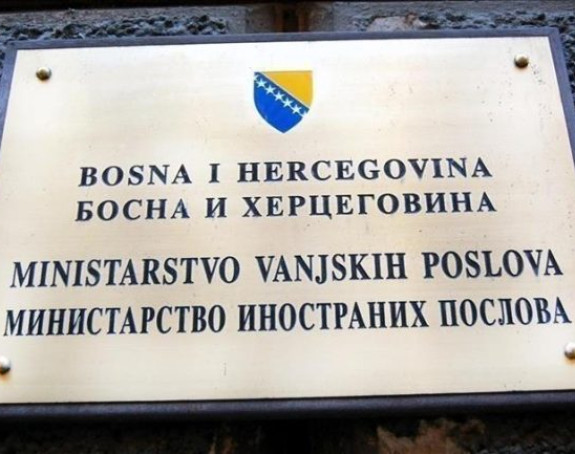 BOSNA I HERCEGOVINA
БОСНА И ХЕРЦЕГОВИНА
MINISTARSTVO VANJSKIH POSLOVA
МИНИСТАРСТВО ИНОСТРАНИХ ПОСЛОВА